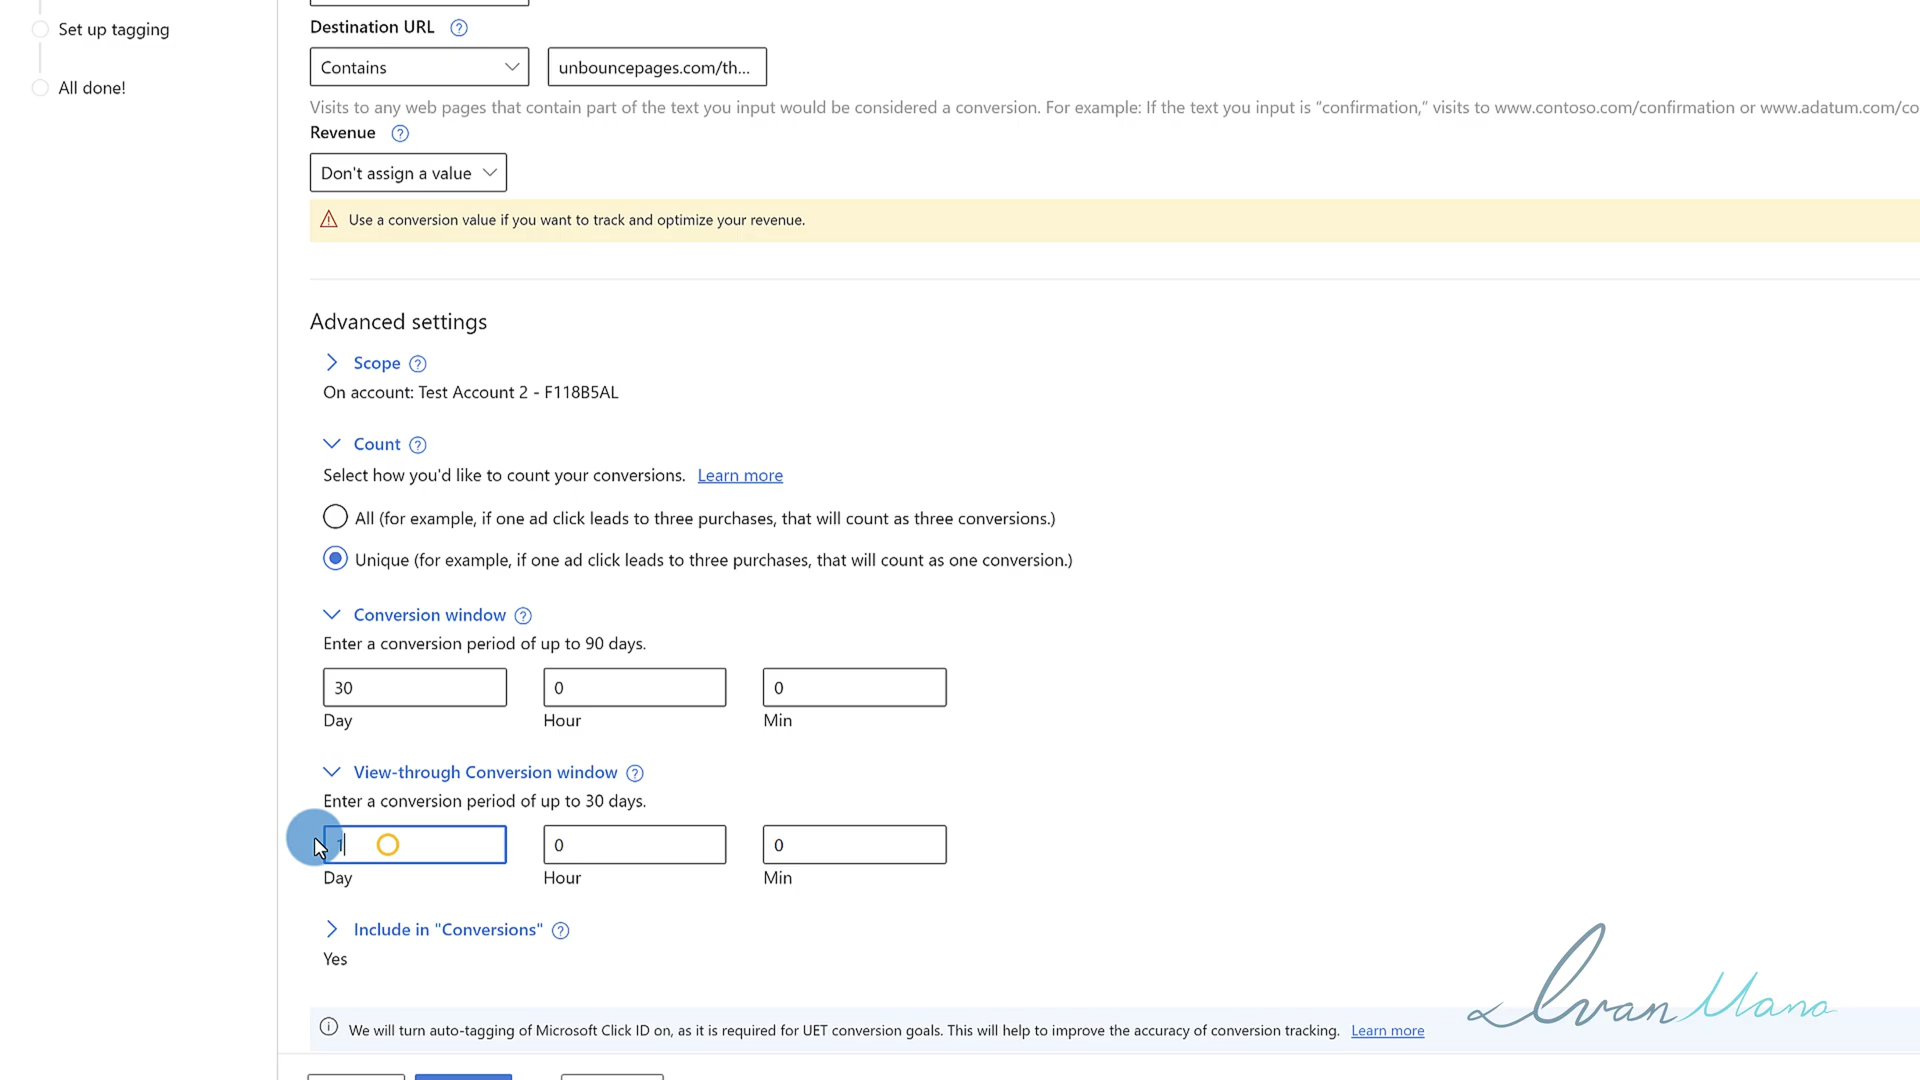 Set up tagging
All done!
Destination URL
Contains
unbouncepages.com/th...
Visits to any web pages that contain part of the text you input would be considered a conversion. For example: If the text you input is “confirmation,” visits to www.contoso.com/confirmation or www.adatum.com/co
Revenue
Don't assign a value
Use a conversion value if you want to track and optimize your revenue.
Advanced settings
Scope
On account: Test Account 2 - F118B5AL
Count
Select how you'd like to count your conversions. Learn more
All (for example, if one ad click leads to three purchases, that will count as three conversions.)
Unique (for example, if one ad click leads to three purchases, that will count as one conversion.)
Conversion window
Enter a conversion period of up to 90 days.
30 0 0
Day Hour Min
View-through Conversion window
Enter a conversion period of up to 30 days.
1 0 0
Day Hour Min
Include in "Conversions"
Yes
Ivan Mana
We will turn auto-tagging of Microsoft Click ID on, as it is required for UET conversion goals. This will help to improve the accuracy of conversion tracking. Learn more